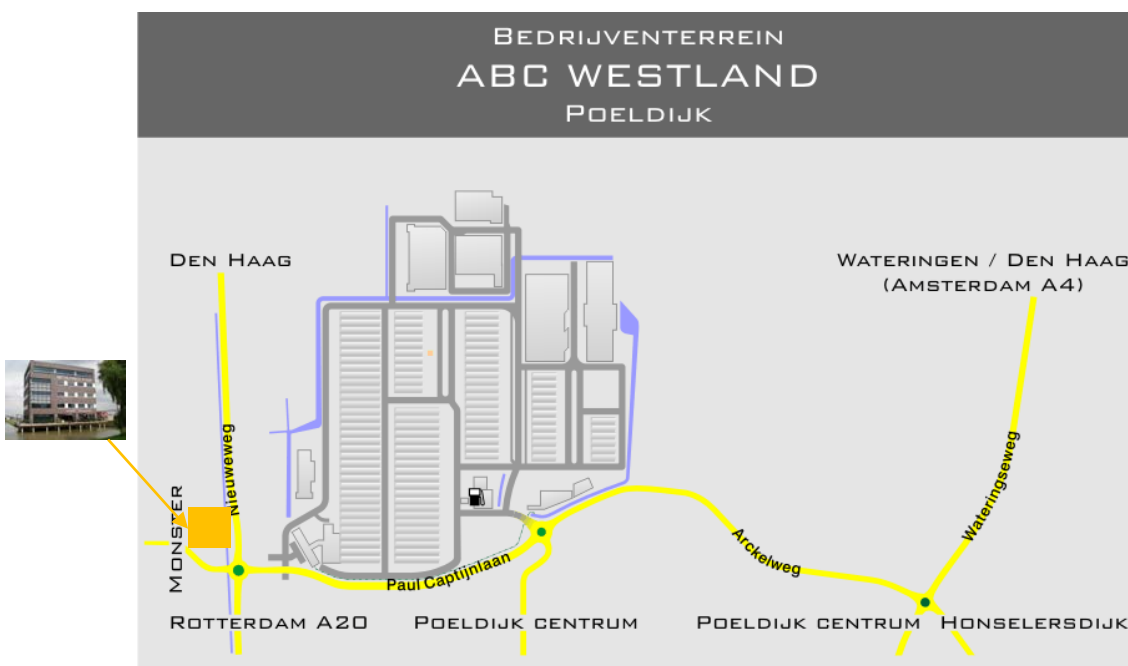 BEDRIJVENTERREIN
ABC WESTLAND
POELDIJK
DEN HAAG
WATERINGEN / DEN HAAG
(AMSTERDAM A4)
Nieuweweg
MONSTER
Wateringseweg
Arckelweg
Paul Captijnlaan
ROTTERDAM A20
POELDIJK CENTRUM
POELDIJK CENTRUM
HONSELERSDIJK